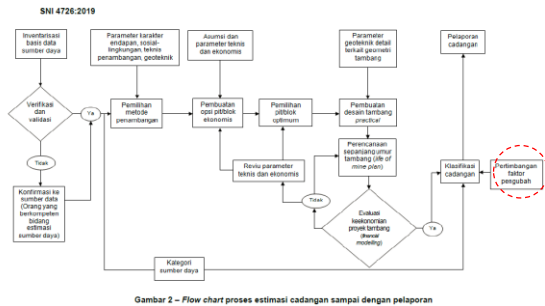 SNI 4726:2019
Inventarisasi
basis data
sumber daya
Parameter karakter
endapan, sosial-
lingkungan, teknis
penambangan, geoteknik
Asumsi dan
parameter teknis
dan ekonomis
Parameter
geoteknik detail
terkait geometri
tambang
Pelaporan
cadangan
Verifikasi
dan
validasi
Ya
Pemilihan
metode
penambangan
Pembuatan
opsi pit/blok
ekonomis
Pemilihan
pit/blok
optimum
Pembuatan
desain tambang
practical
Perencanaan
sepanjang umur
tambang (life of
mine plan)
Tidak
Konfirmasi ke
sumber data
(Orang yang
berkompeten
bidang
estimasi
sumber daya)
Reviu parameter
teknis dan ekonomis
Tidak
Evaluasi
keekonomian
proyek tambang
(financial
modelling)
Ya
Klasifikasi
cadangan
Pertimbangan
faktor
pengubah
Kategori
sumber daya
Gambar 2 – Flow chart proses estimasi cadangan sampai dengan pelaporan